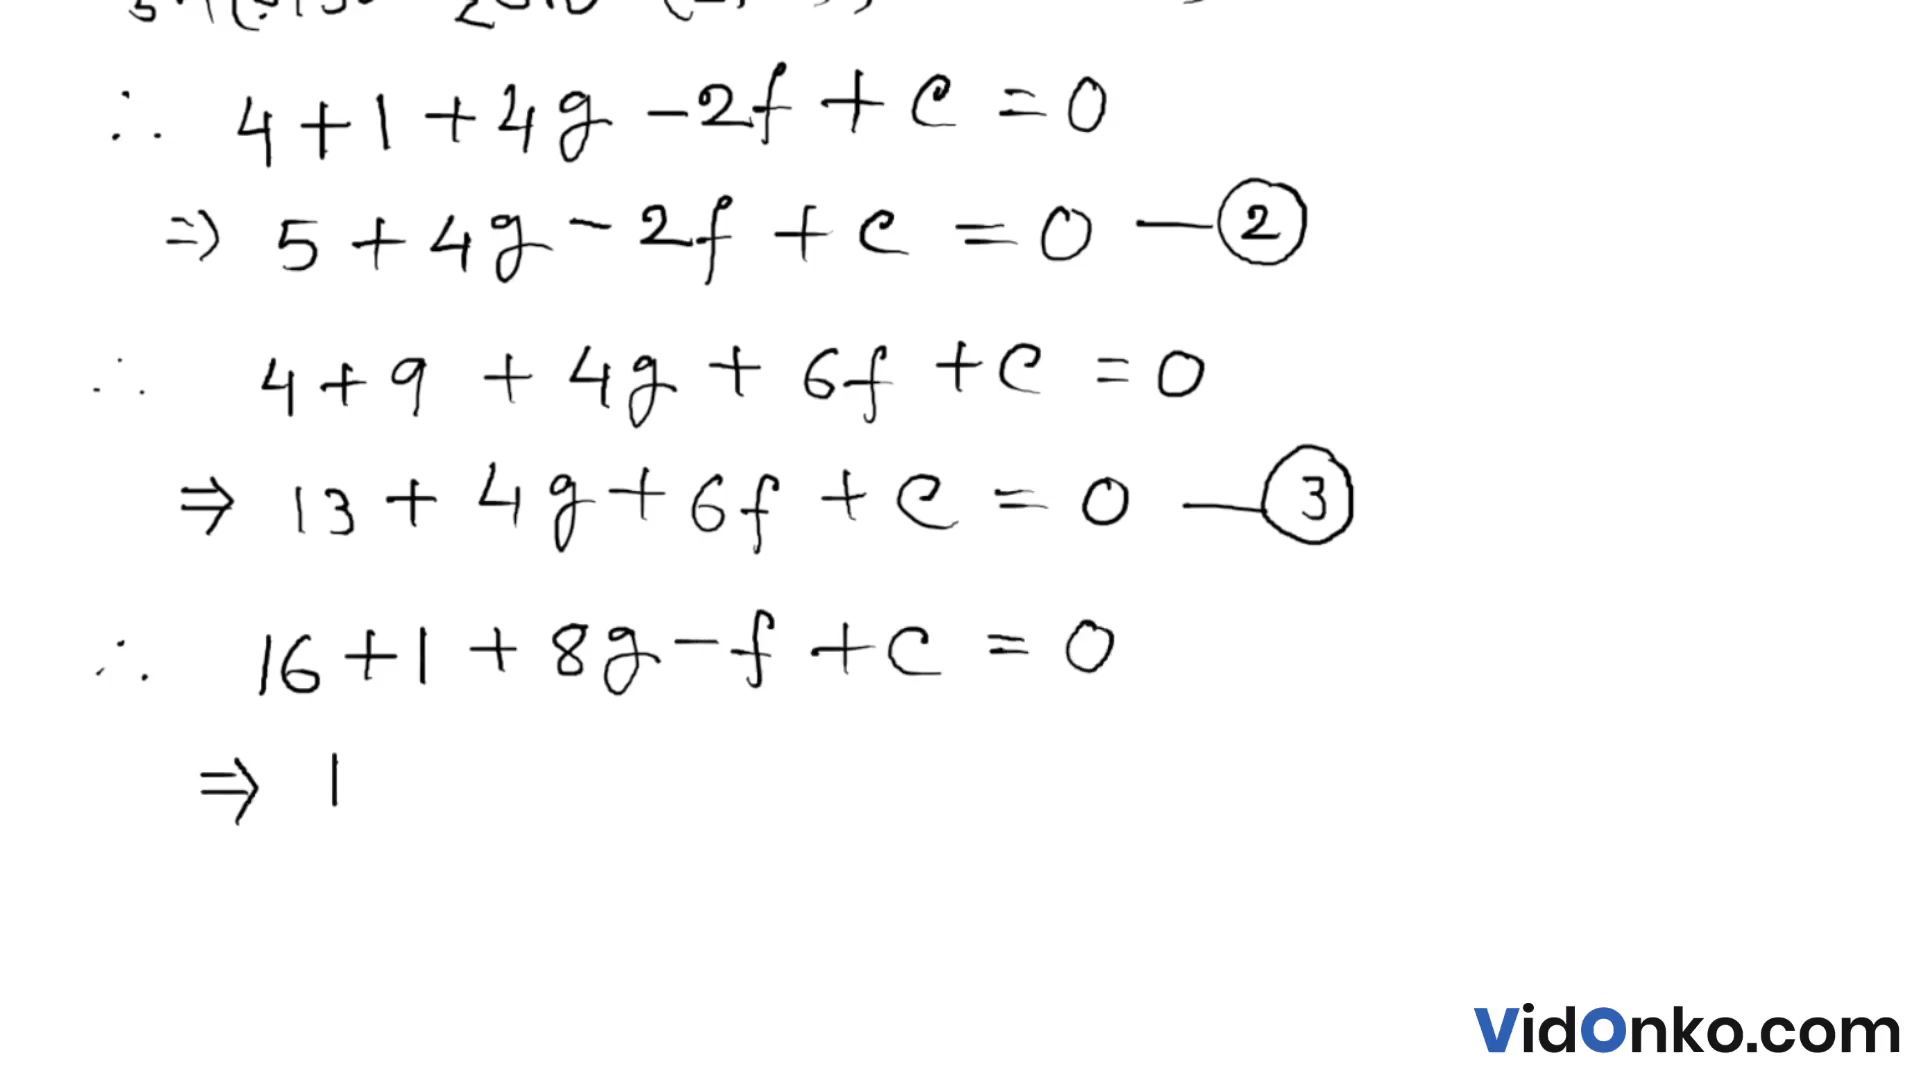 ∴ 4+1+4g-2f+c=0
⇒ 5+4g-2f+c=0 — ②
∴ 4+9+4g+6f+c=0
⇒ 13+4g+6f+c=0 — ③
∴ 16+1+8g-f+c=0
⇒ 1
VidOnko.com